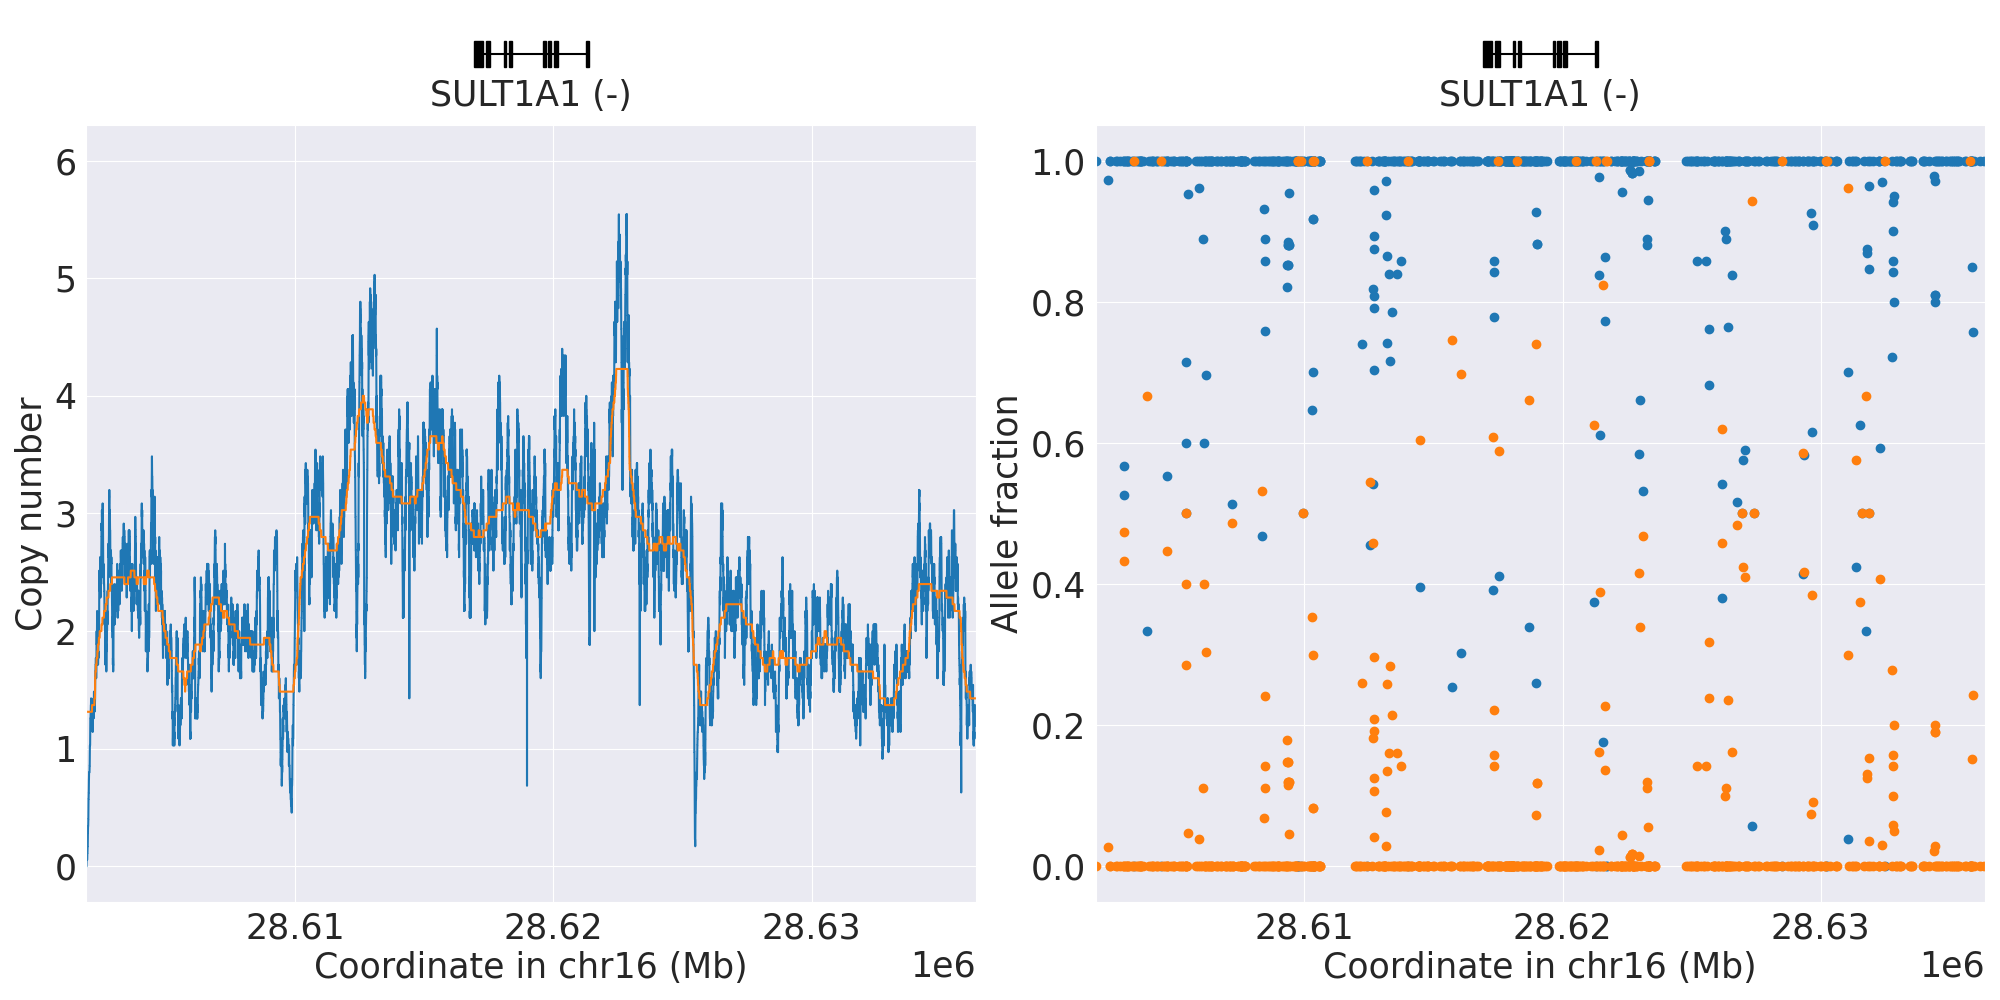 SULT1A1 (-)
6
5
4
3
2
1
0
Copy number
28.61
28.62
28.63
Coordinate in chr16 (Mb)
1e6
SULT1A1 (-)
1.0
0.8
0.6
0.4
0.2
0.0
Allele fraction
28.61
28.62
28.63
Coordinate in chr16 (Mb)
1e6